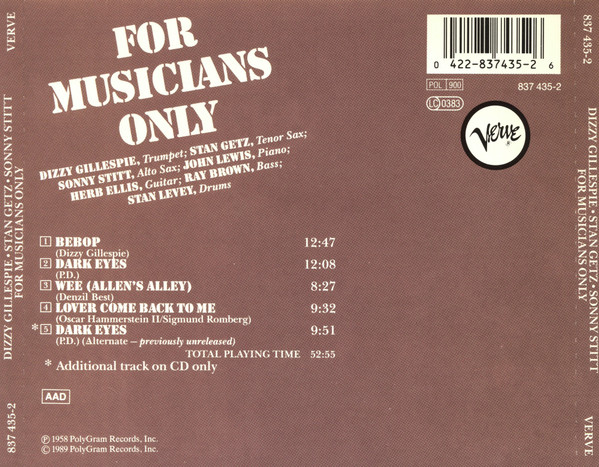 VERVE
DIZZY GILLESPIE • STAN GETZ • SONNY STITT
FOR MUSICIANS ONLY
837 435-2
FOR
MUSICIANS
ONLY
DIZZY GILLESPIE, Trumpet; STAN GETZ, Tenor Sax;
SONNY STITT, Alto Sax; JOHN LEWIS, Piano;
HERB ELLIS, Guitar; RAY BROWN, Bass;
STAN LEVEY, Drums
0 422-837435-2 6
POL 900
837 435-2
LC 0383
Verve
1 BEBOP 12:47
(Dizzy Gillespie)
2 DARK EYES 12:08
(P.D.)
3 WEE (ALLEN'S ALLEY) 8:27
(Denzil Best)
4 LOVER COME BACK TO ME 9:32
(Oscar Hammerstein II/Sigmund Romberg)
*5 DARK EYES 9:51
(P.D.) (Alternate – previously unreleased)
TOTAL PLAYING TIME 52:55
* Additional track on CD only
AAD
Ⓟ 1958 PolyGram Records, Inc.
© 1989 PolyGram Records, Inc.
837 435-2
DIZZY GILLESPIE • STAN GETZ • SONNY STITT
FOR MUSICIANS ONLY
VERVE